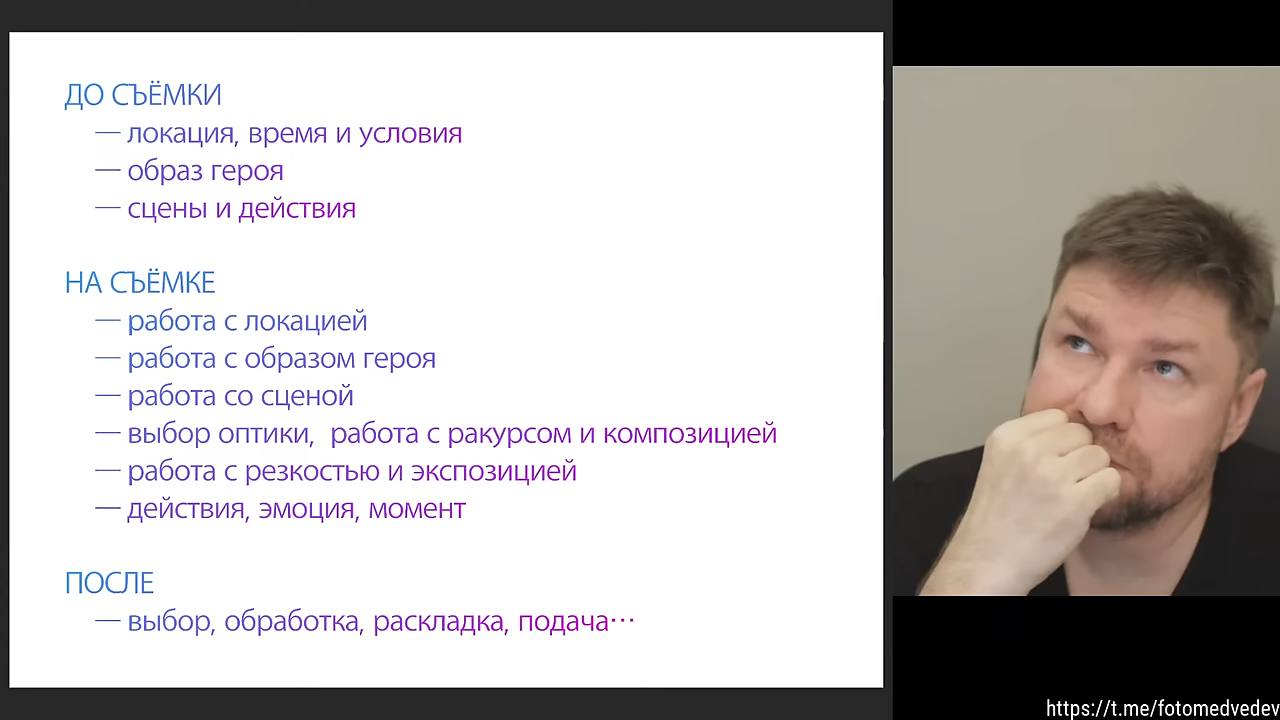 ДО СЪЁМКИ
— локация, время и условия
— образ героя
— сцены и действия
НА СЪЁМКЕ
— работа с локацией
— работа с образом героя
— работа со сценой
— выбор оптики,  работа с ракурсом и композицией
— работа с резкостью и экспозицией
— действия, эмоция, момент
ПОСЛЕ
— выбор, обработка, раскладка, подача…
https://t.me/fotomedvedev